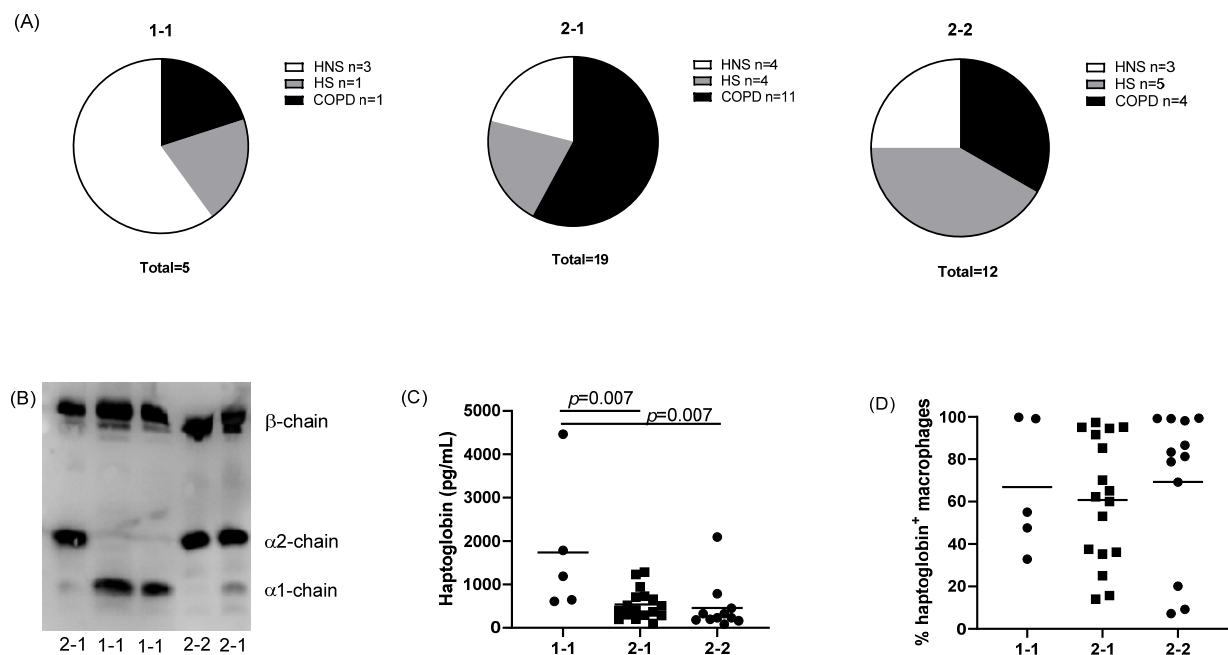 (A)
1-1
HNS n=3
HS n=1
COPD n=1
Total=5
2-1
HNS n=4
HS n=4
COPD n=11
Total=19
2-2
HNS n=3
HS n=5
COPD n=4
Total=12
(B)
β-chain
α2-chain
α1-chain
2-1 1-1 1-1 2-2 2-1
(C)
p=0.007
p=0.007
Haptoglobin (pg/mL)
5000
4000
3000
2000
1000
0
1-1 2-1 2-2
(D)
% haptoglobin⁺ macrophages
100
80
60
40
20
0
1-1 2-1 2-2